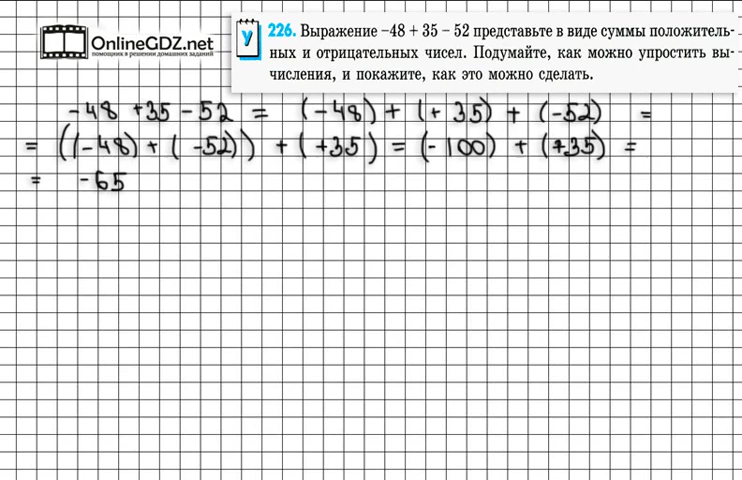 OnlineGDZ.net
помощник в решении домашних заданий
У
226. Выражение –48 + 35 – 52 представьте в виде суммы положитель-
ных и отрицательных чисел. Подумайте, как можно упростить вы-
числения, и покажите, как это можно сделать.
-48 +35 -52 = (-48) + (+35) + (-52) =
= ((-48) + (-52)) + (+35) = (-100) + (+35) =
= -65